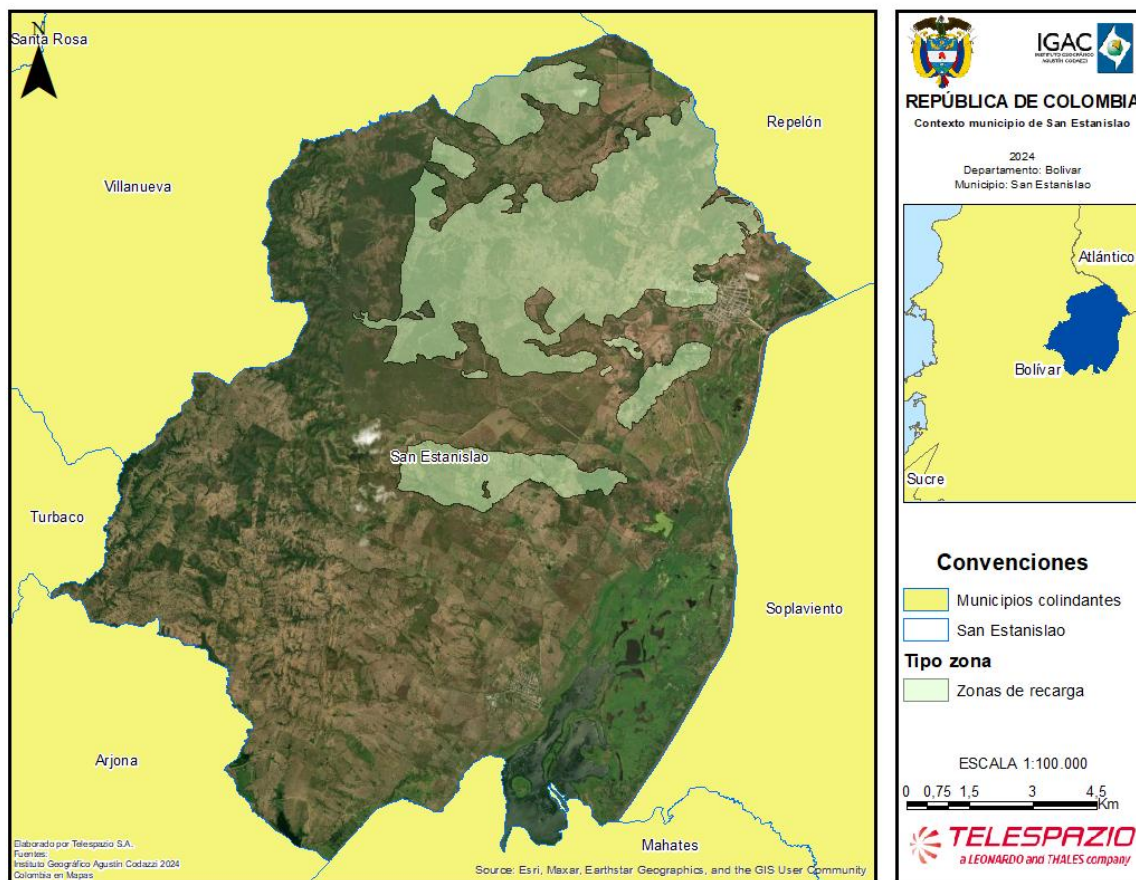 N
Santa Rosa
Repelón
Villanueva
San Estanislao
Turbaco
Soplaviento
Arjona
Mahates
Elaborado por Telespazio S.A.
Fuentes:
Instituto Geográfico Agustín Codazzi 2024
Colombia en Mapas
Source: Esri, Maxar, Earthstar Geographics, and the GIS User Community
IGAC
INSTITUTO GEOGRÁFICO
AGUSTÍN CODAZZI
REPÚBLICA DE COLOMBIA
Contexto municipio de San Estanislao
2024
Departamento: Bolívar
Municipio: San Estanislao
Atlántico
Bolívar
Sucre
Convenciones
Municipios colindantes
San Estanislao
Tipo zona
Zonas de recarga
ESCALA 1:100.000
0 0,75 1,5 3 4,5
Km
TELESPAZIO
a LEONARDO and THALES company